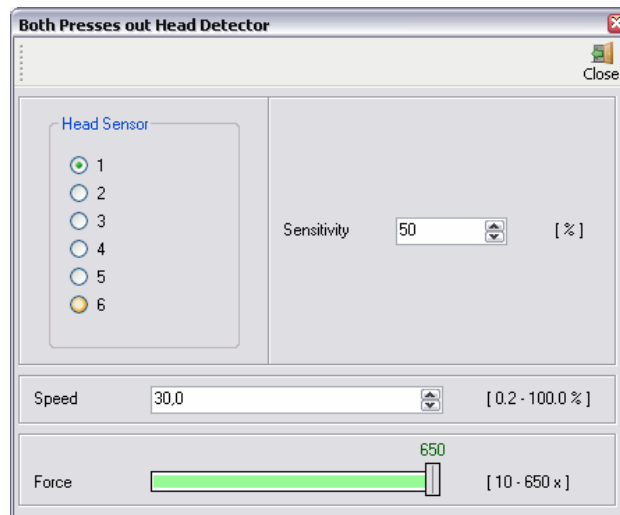 Both Presses out Head Detector
Close
Head Sensor
1
2
3
4
5
6
Sensitivity 50 [ % ]
Speed 30,0 [ 0.2 - 100.0 % ]
650
Force [ 10 - 650 x ]